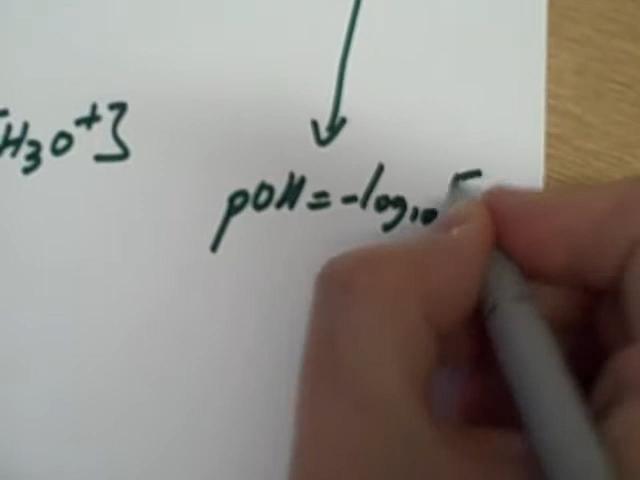 [H₃O⁺]
pOH = -log₁₀[